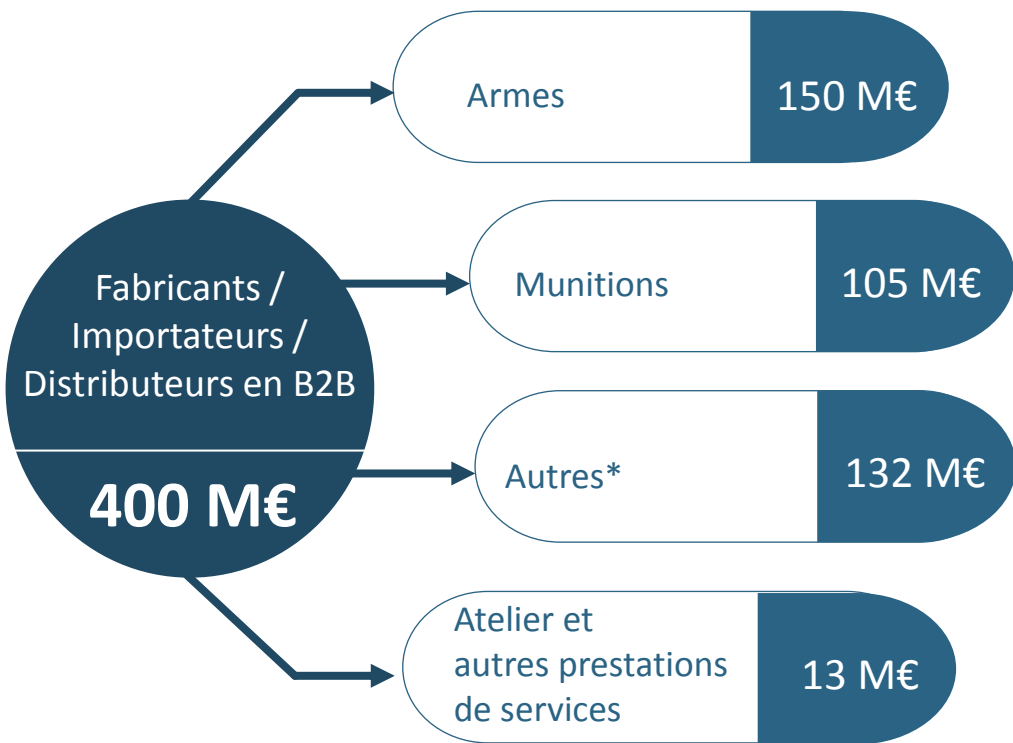 Armes
150 M€
Fabricants /
Importateurs /
Distributeurs en B2B
400 M€
Munitions
105 M€
Autres*
132 M€
Atelier et
autres prestations
de services
13 M€